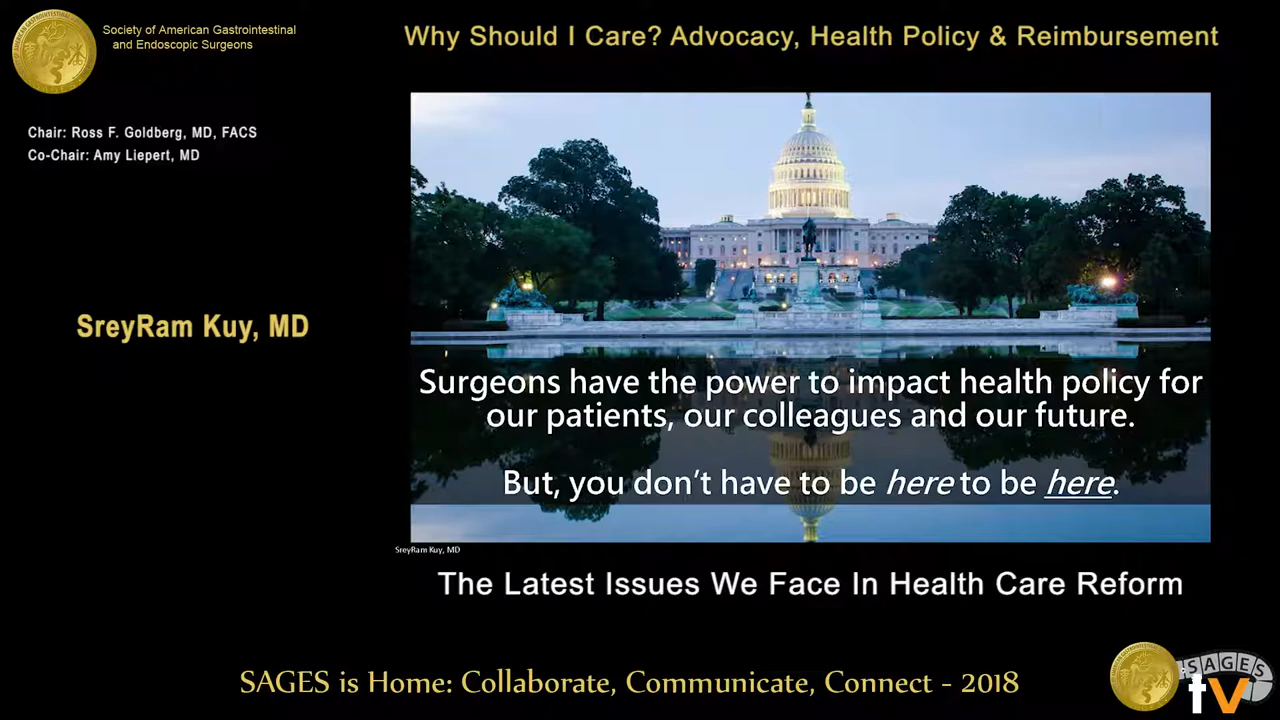 Society of American Gastrointestinal
and Endoscopic Surgeons
Why Should I Care? Advocacy, Health Policy & Reimbursement
Chair: Ross F. Goldberg, MD, FACS
Co-Chair: Amy Liepert, MD
SreyRam Kuy, MD
Surgeons have the power to impact health policy for
our patients, our colleagues and our future.
But, you don't have to be here to be here.
SreyRam Kuy, MD
The Latest Issues We Face In Health Care Reform
SAGES is Home: Collaborate, Communicate, Connect - 2018
SAGES
tv